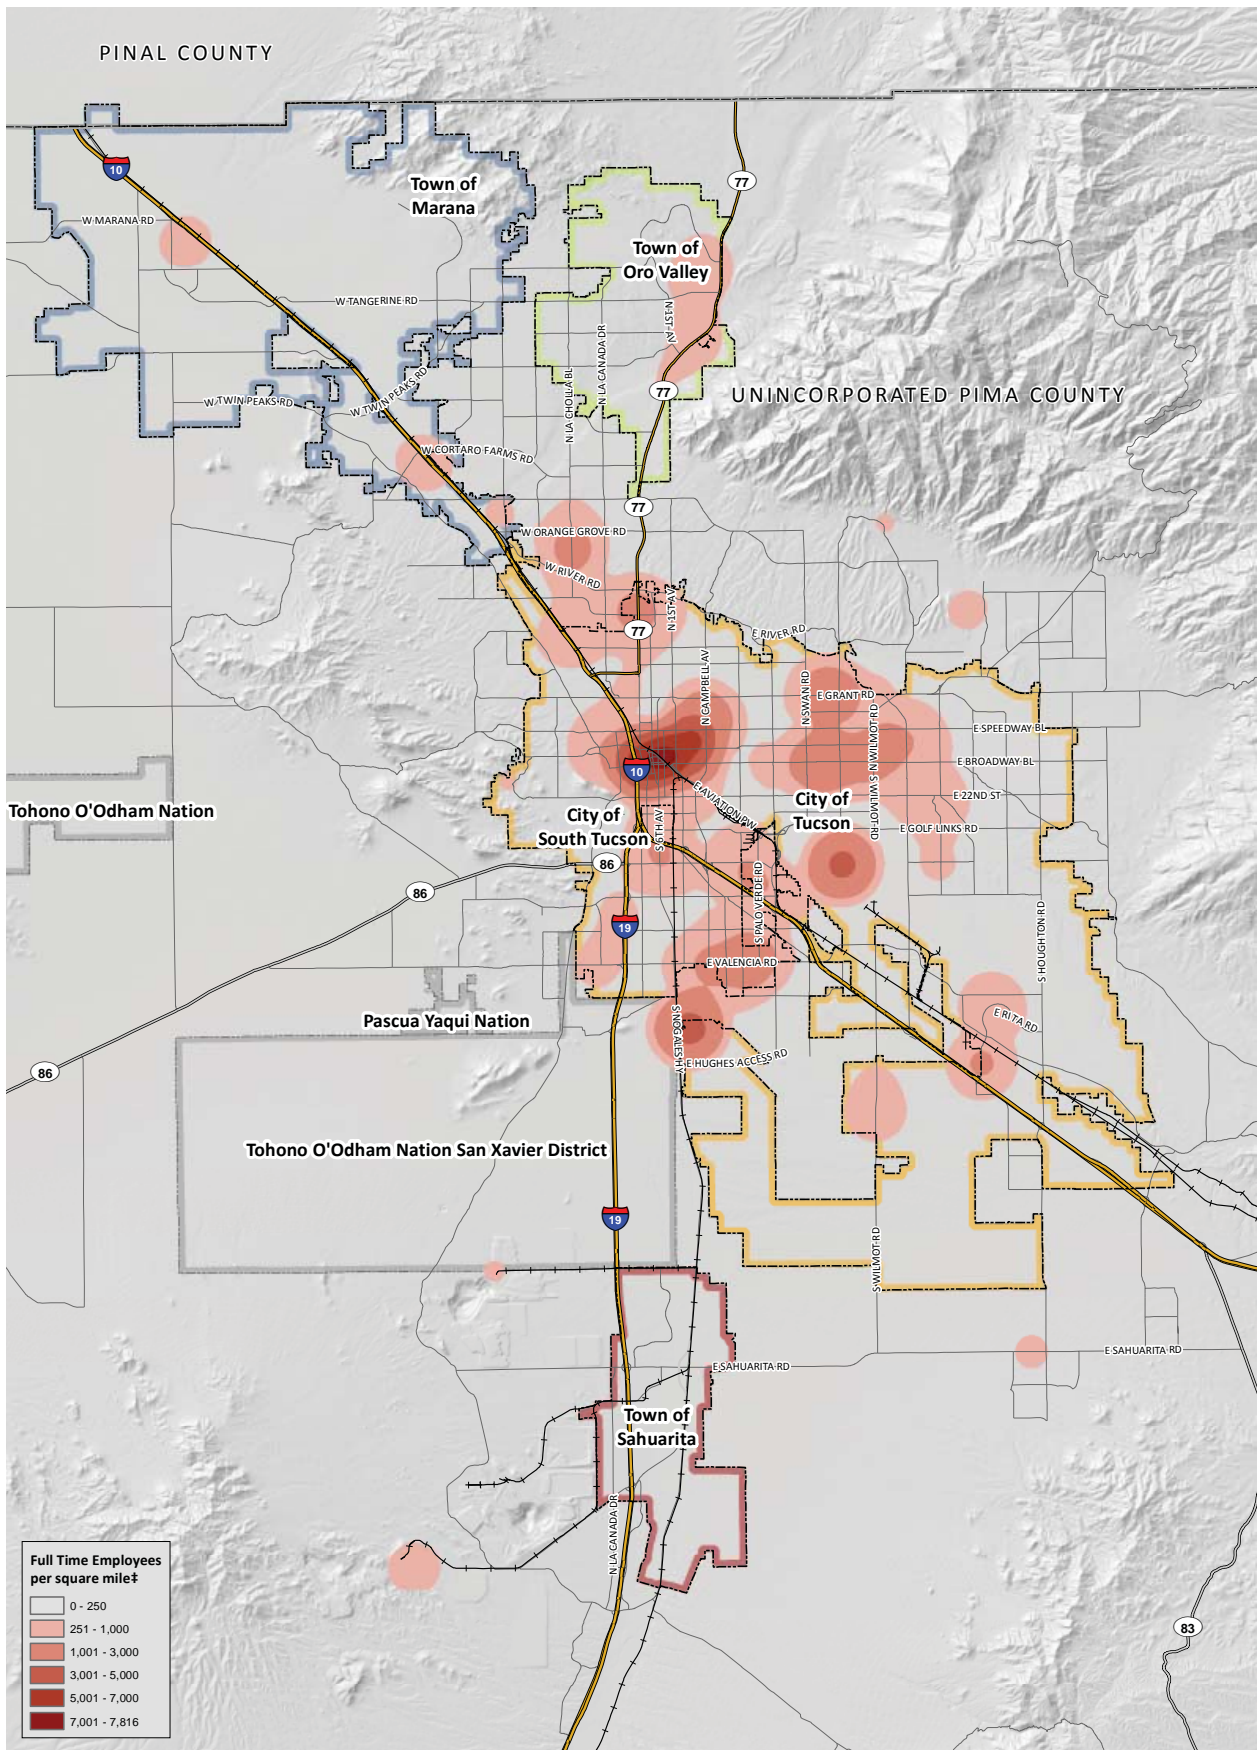 PINAL COUNTY
10
Town of
Marana
77
W MARANA RD
Town of
Oro Valley
W TANGERINE RD
N 1ST AV
N LA CANADA DR
N LA CHOLLA BL
W TWIN PEAKS RD
W TWIN PEAKS RD
77
UNINCORPORATED PIMA COUNTY
W CORTARO FARMS RD
77
W ORANGE GROVE RD
W RIVER RD
N 1ST AV
77
E RIVER RD
N CAMPBELL AV
N SWAN RD
E GRANT RD
N WILMOT RD
E SPEEDWAY BL
E BROADWAY BL
10
E AVIATION PW
S WILMOT RD
E 22ND ST
Tohono O'Odham Nation
City of
South Tucson
S 6TH AV
City of
Tucson
E GOLF LINKS RD
86
86
S PALO VERDE RD
19
S HOUGHTON RD
E VALENCIA RD
Pascua Yaqui Nation
S NOGALES HY
E RITA RD
E HUGHES ACCESS RD
86
Tohono O'Odham Nation San Xavier District
19
S WILMOT RD
E SAHUARITA RD
E SAHUARITA RD
Town of
Sahuarita
N LA CANADA DR
83
Full Time Employees
per square mile‡
0 - 250
251 - 1,000
1,001 - 3,000
3,001 - 5,000
5,001 - 7,000
7,001 - 7,816